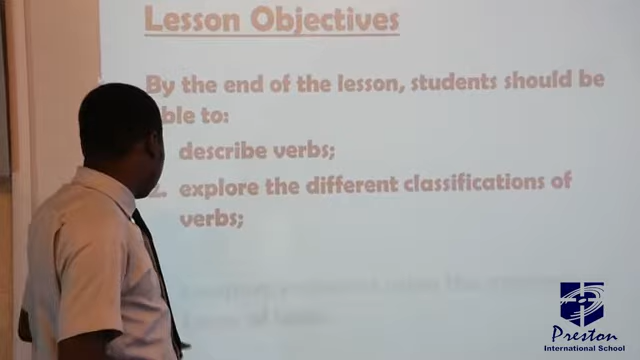 Lesson Objectives
By the end of the lesson, students should be
ble to:
describe verbs;
2. explore the different classifications of
verbs;
Preston
International School